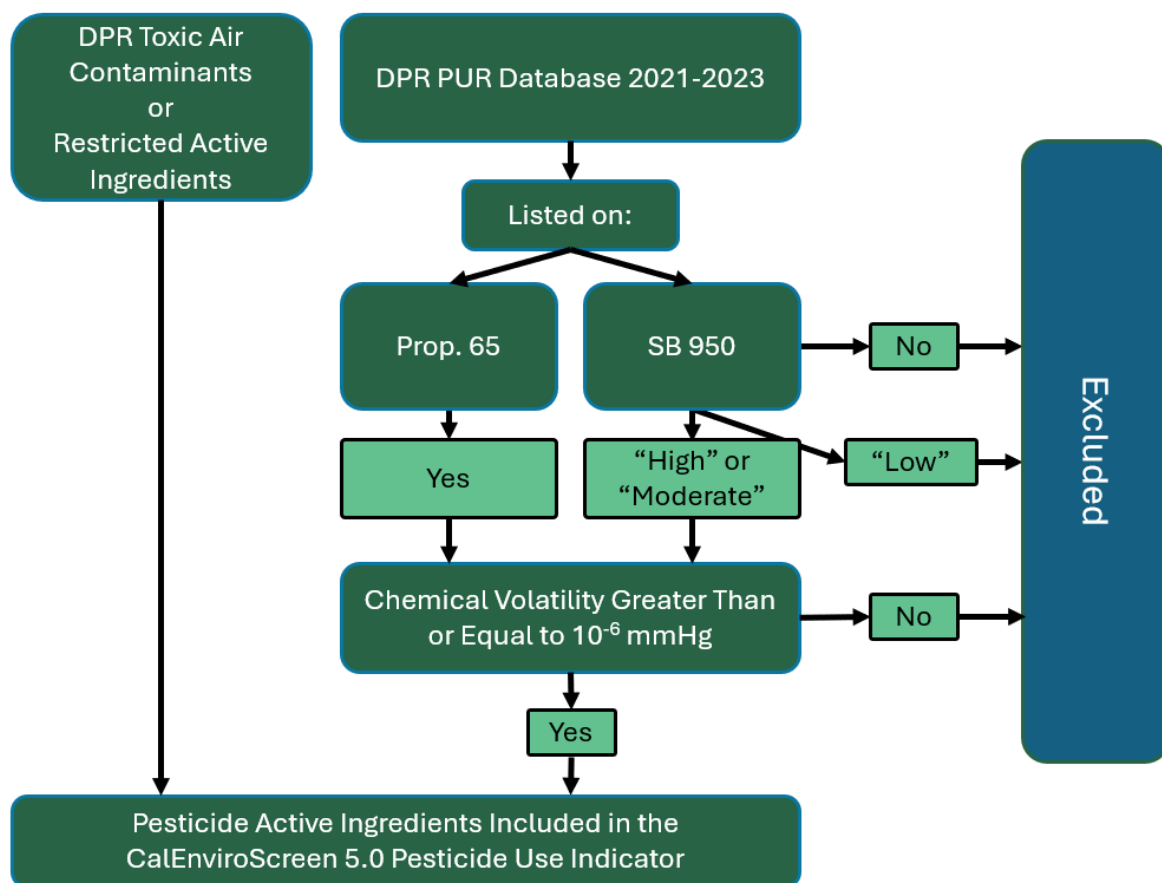 DPR Toxic Air
Contaminants
or
Restricted Active
Ingredients
DPR PUR Database 2021-2023
Listed on:
Prop. 65
SB 950
No
Yes
“High” or
“Moderate”
“Low”
Excluded
Chemical Volatility Greater Than
or Equal to 10⁻⁶ mmHg
No
Yes
Pesticide Active Ingredients Included in the
CalEnviroScreen 5.0 Pesticide Use Indicator